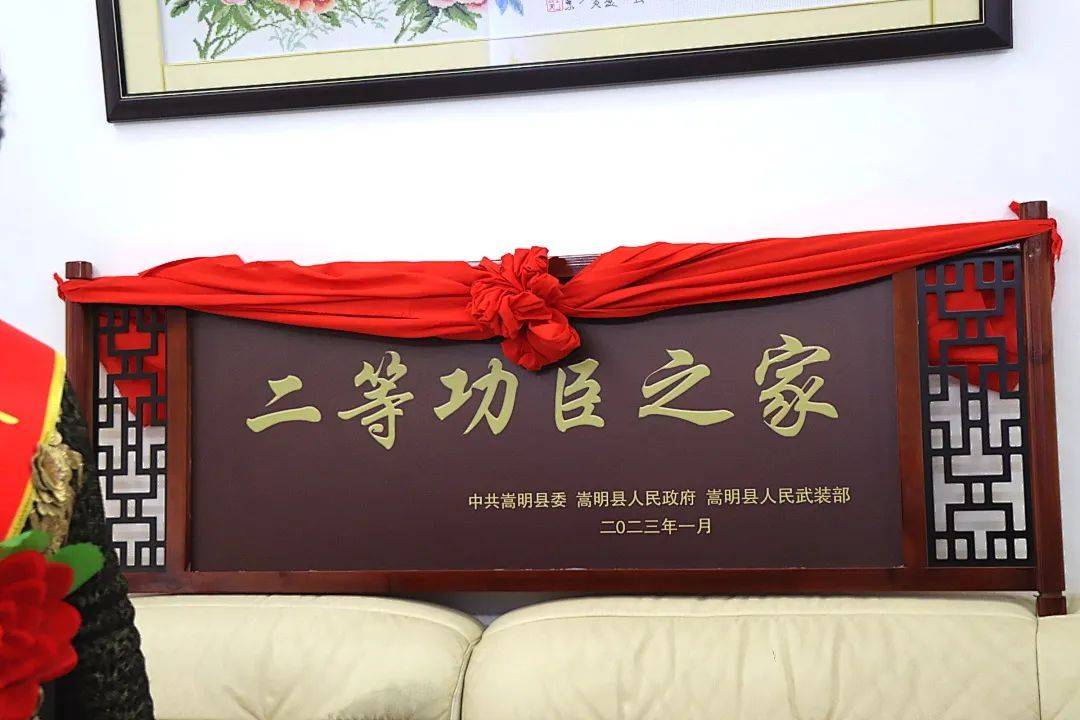 二等功臣之家
中共嵩明县委 嵩明县人民政府 嵩明县人民武装部
二〇二三年一月